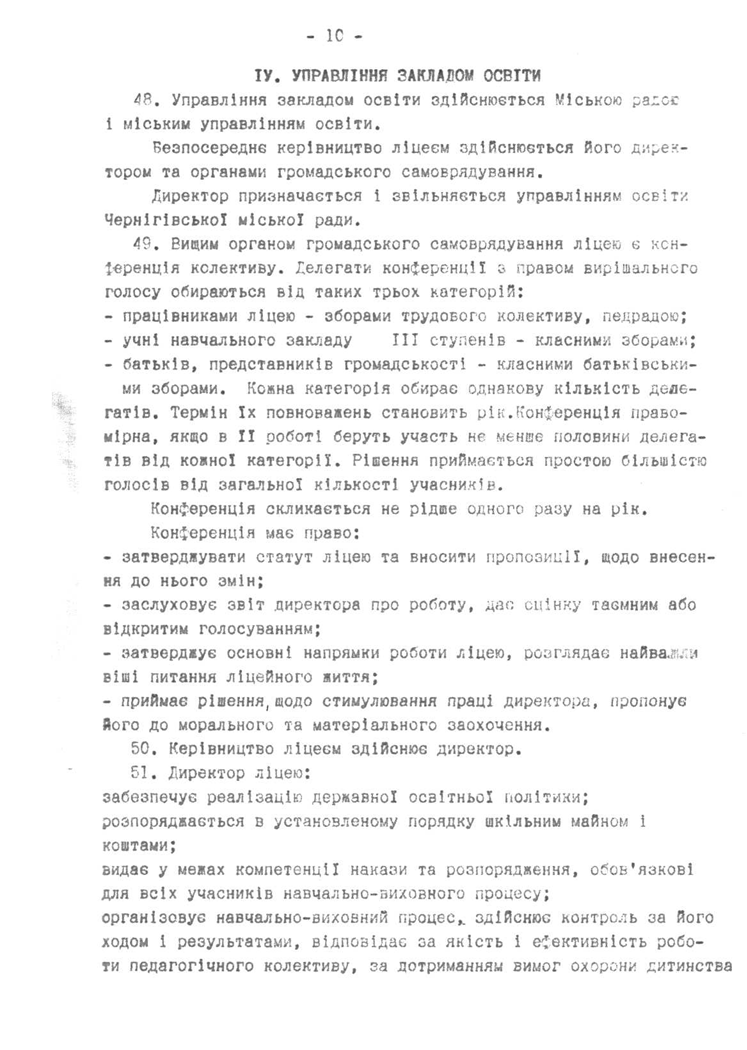 - 10 -
ІУ. УПРАВЛІННЯ ЗАКЛАДОМ ОСВІТИ
48. Управління закладом освіти здійснюється Міською радою
і міським управлінням освіти.
Безпосереднє керівництво ліцеєм здійснюється його дирек-
тором та органами громадського самоврядування.
Директор призначається і звільняється управлінням освіти
Чернігівської міської ради.
49. Вищим органом громадського самоврядування ліцею є кон-
ференція колективу. Делегати конференції з правом вирішального
голосу обираються від таких трьох категорій:
- працівниками ліцею - зборами трудового колективу, педрадою;
- учні навчального закладу ІІІ ступенів - класними зборами;
- батьків, представників громадськості - класними батьківськи-
ми зборами. Кожна категорія обирає однакову кількість деле-
гатів. Термін їх повноважень становить рік.Конференція право-
мірна, якщо в ІІ роботі беруть участь не менше половини делега-
тів від кожної категорії. Рішення приймається простою більшістю
голосів від загальної кількості учасників.
Конференція скликається не рідше одного разу на рік.
Конференція має право:
- затверджувати статут ліцею та вносити пропозиції, щодо внесен-
ня до нього змін;
- заслуховує звіт директора про роботу, дає оцінку таємним або
відкритим голосуванням;
- затверджує основні напрямки роботи ліцею, розглядає найважли
віші питання ліцейного життя;
- приймає рішення, щодо стимулювання праці директора, пропонує
його до морального та матеріального заохочення.
50. Керівництво ліцеєм здійснює директор.
51. Директор ліцею:
забезпечує реалізацію державної освітньої політики;
розпоряджається в установленому порядку шкільним майном і
коштами;
видає у межах компетенції накази та розпорядження, обов'язкові
для всіх учасників навчально-виховного процесу;
організовує навчально-виховний процес, здійснює контроль за його
ходом і результатами, відповідає за якість і ефективність робо-
ти педагогічного колективу, за дотриманням вимог охорони дитинства